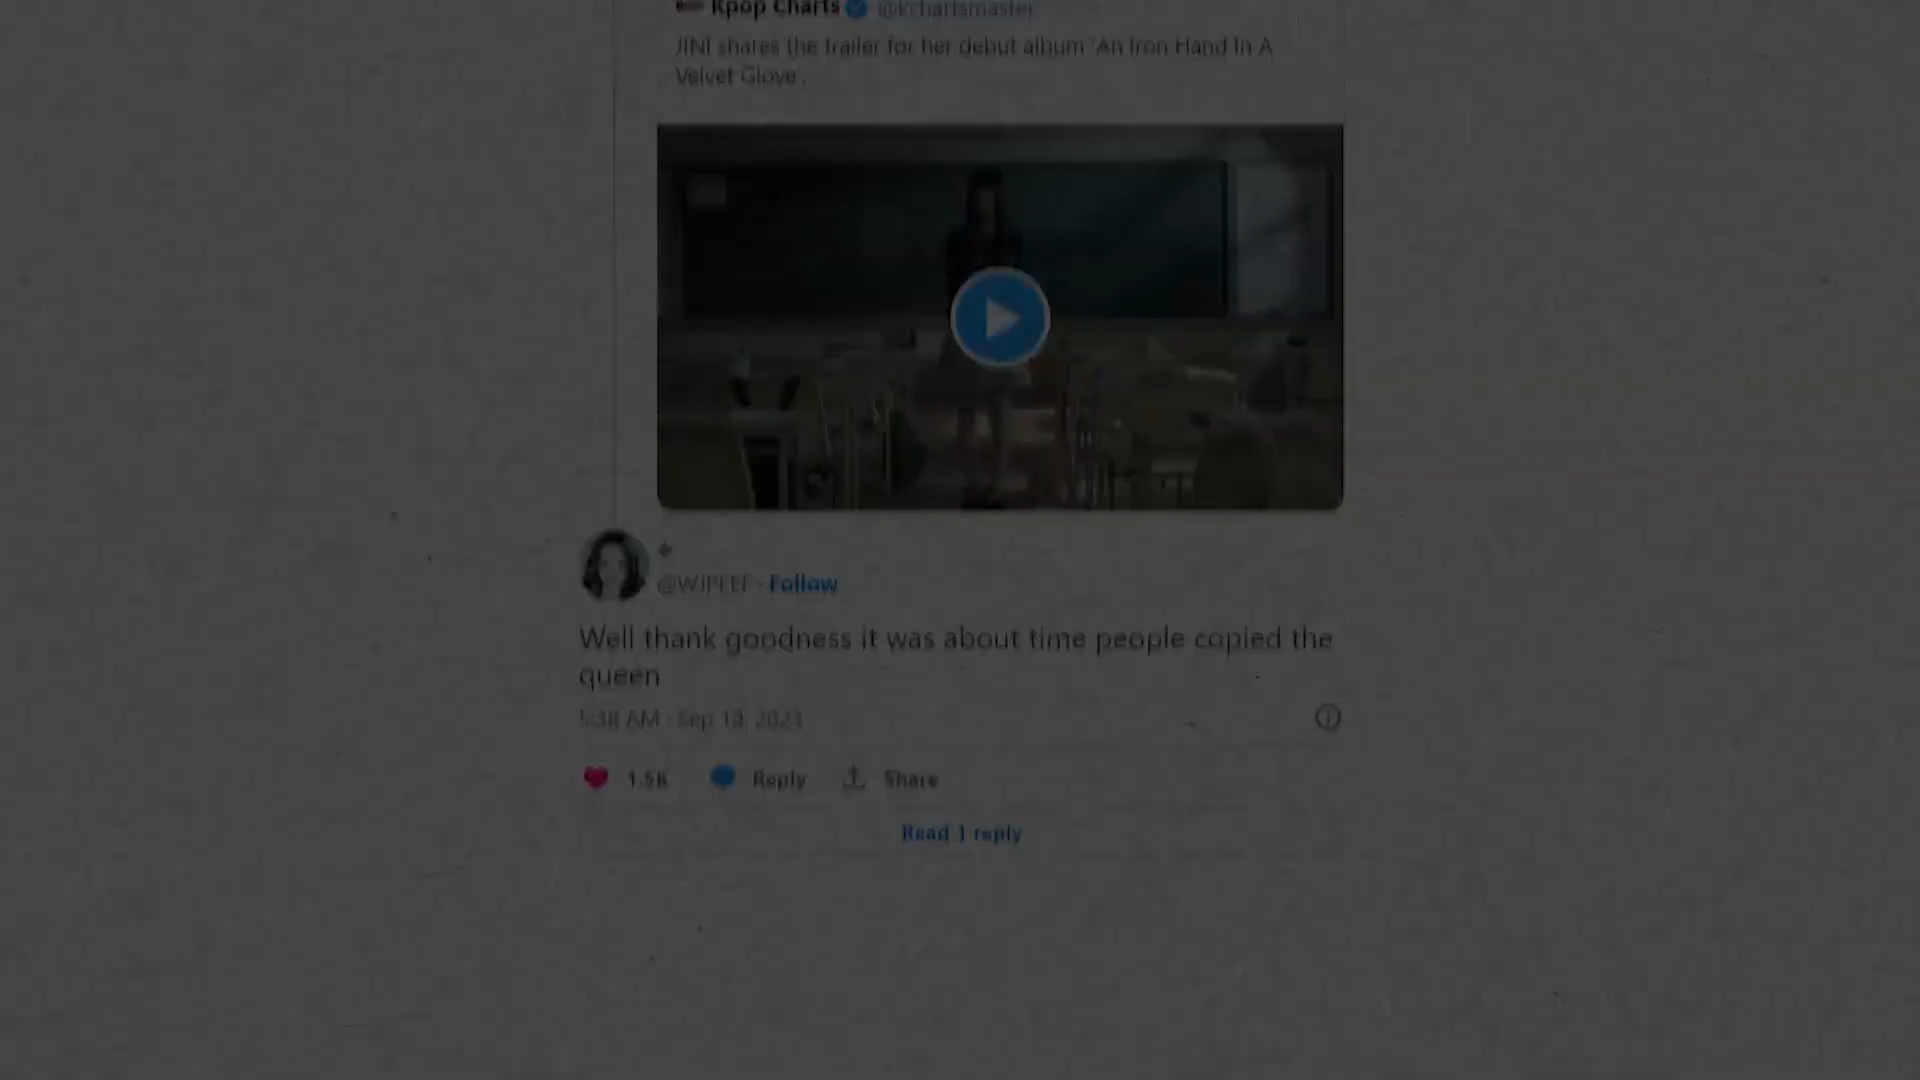 Kpop Charts @kchartsmaster
JINI shares the trailer for her debut album 'An Iron Hand In A
Velvet Glove'.
Follow
Well thank goodness it was about time people copied the
queen
5:38 AM · Sep 18, 2023
1.5K Reply Share
Read 1 reply